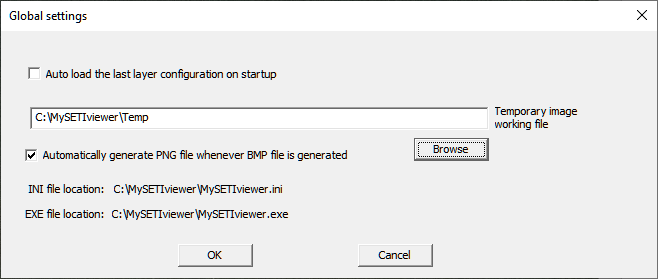 Global settings
Auto load the last layer configuration on startup
C:\MySETIviewer\Temp
Temporary image
working file
Browse
Automatically generate PNG file whenever BMP file is generated
INI file location: C:\MySETIviewer\MySETIviewer.ini
EXE file location: C:\MySETIviewer\MySETIviewer.exe
OK
Cancel